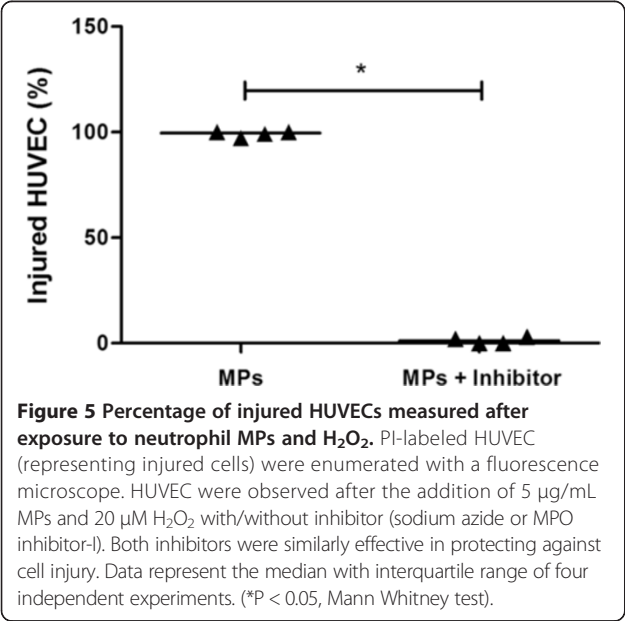 150
*
100
50
0
Injured HUVEC (%)
MPs
MPs + Inhibitor
Figure 5 Percentage of injured HUVECs measured after
exposure to neutrophil MPs and H₂O₂. PI-labeled HUVEC
(representing injured cells) were enumerated with a fluorescence
microscope. HUVEC were observed after the addition of 5 μg/mL
MPs and 20 μM H₂O₂ with/without inhibitor (sodium azide or MPO
inhibitor-I). Both inhibitors were similarly effective in protecting against
cell injury. Data represent the median with interquartile range of four
independent experiments. (*P < 0.05, Mann Whitney test).